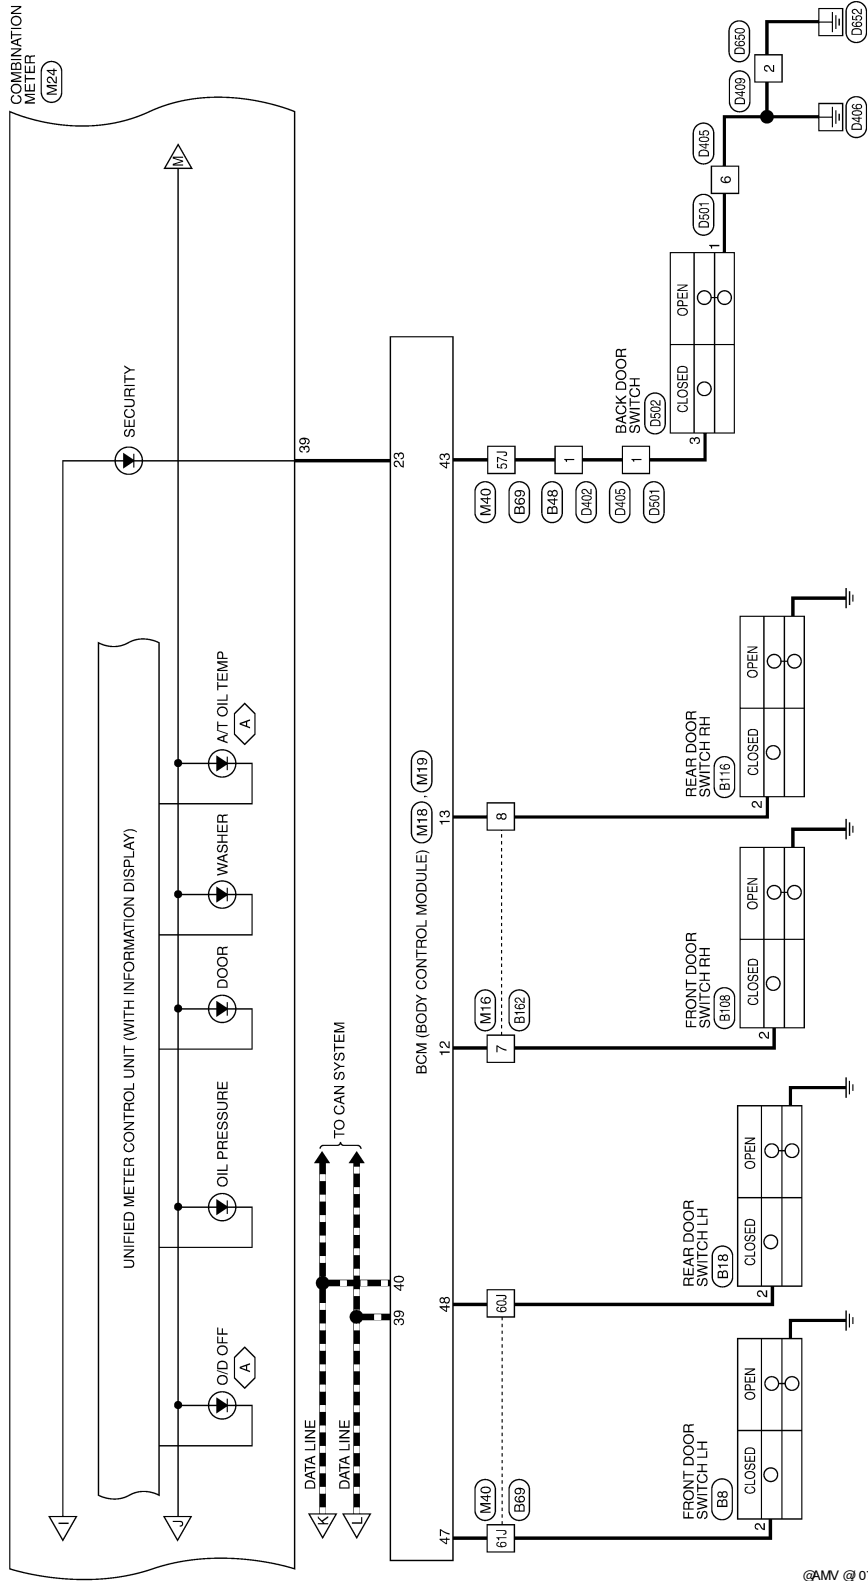 COMBINATION
METER
M24
I
J
M
SECURITY
39
UNIFIED METER CONTROL UNIT (WITH INFORMATION DISPLAY)
O/D OFF
A
OIL PRESSURE
DOOR
WASHER
A/T OIL TEMP
A
DATA LINE
K
DATA LINE
L
TO CAN SYSTEM
39
40
23
BCM (BODY CONTROL MODULE) M18 , M19
47
48
12
13
43
61J
M40
B69
60J
7
M16
B162
8
57J
M40
B69
1
B48
D402
1
D405
D501
2
FRONT DOOR
SWITCH LH
B8
CLOSED
OPEN
2
REAR DOOR
SWITCH LH
B18
CLOSED
OPEN
2
FRONT DOOR
SWITCH RH
B108
CLOSED
OPEN
2
REAR DOOR
SWITCH RH
B116
CLOSED
OPEN
3
BACK DOOR
SWITCH
D502
CLOSED
OPEN
1
D501
6
D405
D409
2
D650
D406
D652